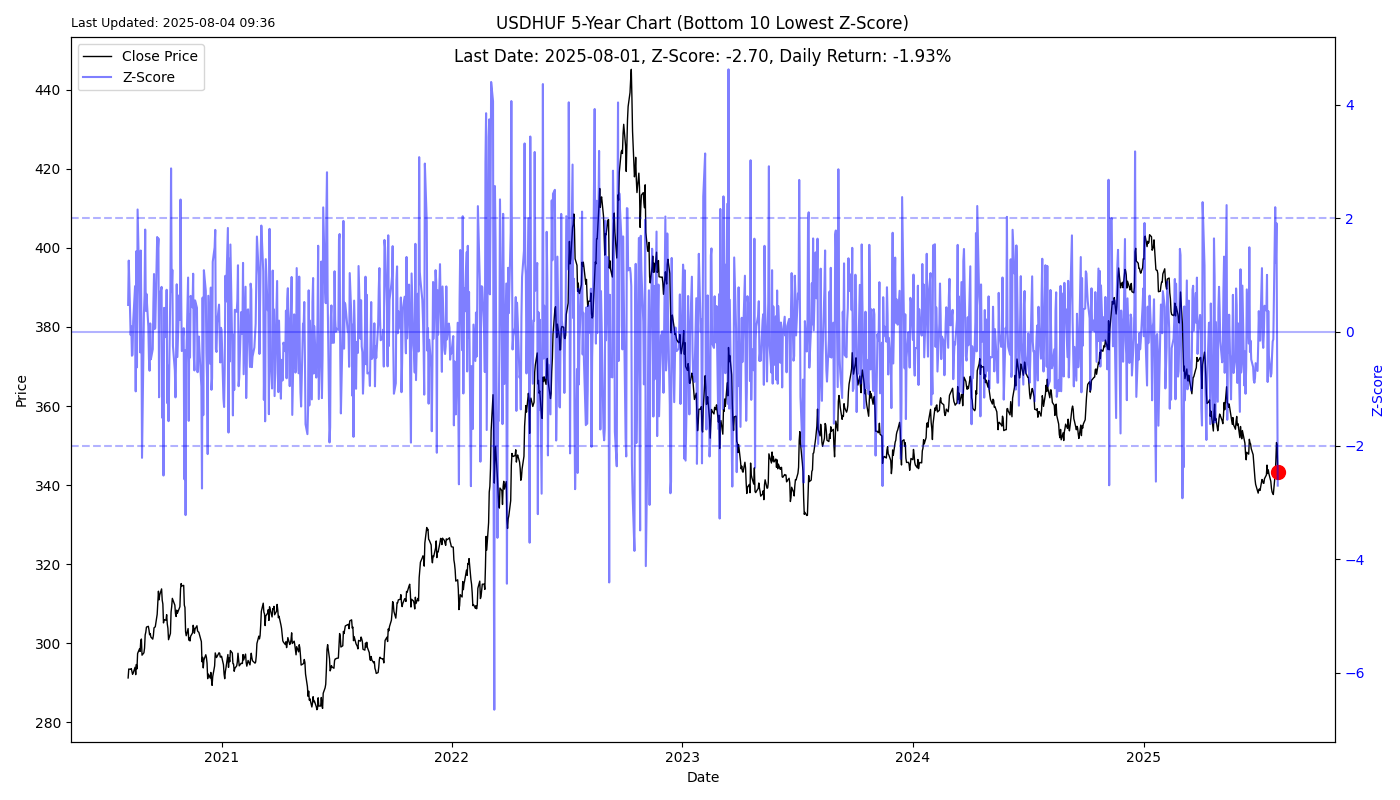 Last Updated: 2025-08-04 09:36
USDHUF 5-Year Chart (Bottom 10 Lowest Z-Score)
Last Date: 2025-08-01, Z-Score: -2.70, Daily Return: -1.93%
Close Price
Z-Score
440
420
400
380
360
340
320
300
280
Price
4
2
0
−2
−4
−6
Z-Score
2021
2022
2023
2024
2025
Date